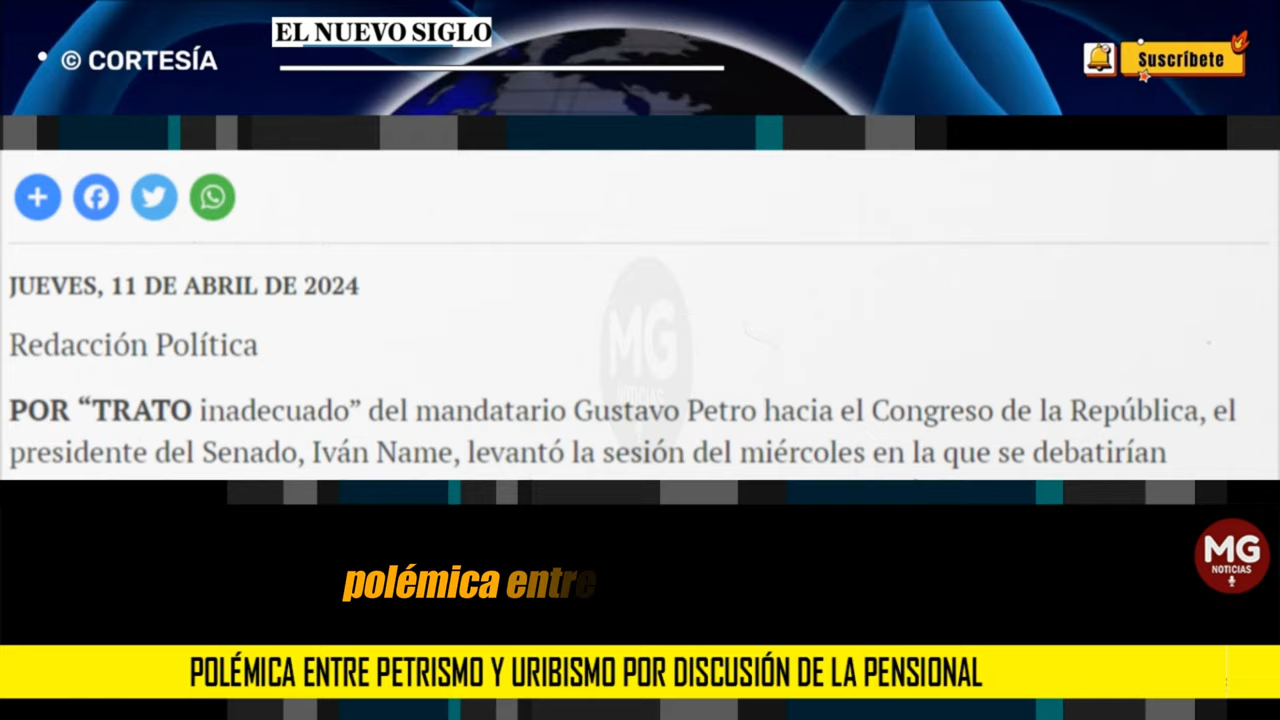 EL NUEVO SIGLO
© CORTESÍA
Suscríbete
JUEVES, 11 DE ABRIL DE 2024
Redacción Política
POR “TRATO inadecuado” del mandatario Gustavo Petro hacia el Congreso de la República, el
presidente del Senado, Iván Name, levantó la sesión del miércoles en la que se debatirían
MG
NOTICIAS
polémica entre
MG
NOTICIAS
POLÉMICA ENTRE PETRISMO Y URIBISMO POR DISCUSIÓN DE LA PENSIONAL